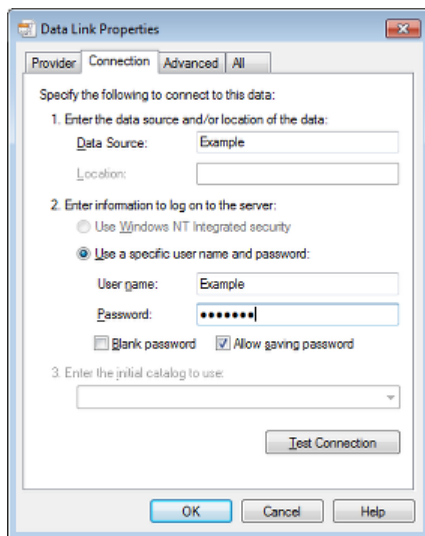 Data Link Properties
Provider Connection Advanced All
Specify the following to connect to this data:
1. Enter the data source and/or location of the data:
Data Source: Example
Location:
2. Enter information to log on to the server:
Use Windows NT Integrated security
Use a specific user name and password:
User name: Example
Password: •••••••
Blank password Allow saving password
3. Enter the initial catalog to use:
Test Connection
OK Cancel Help